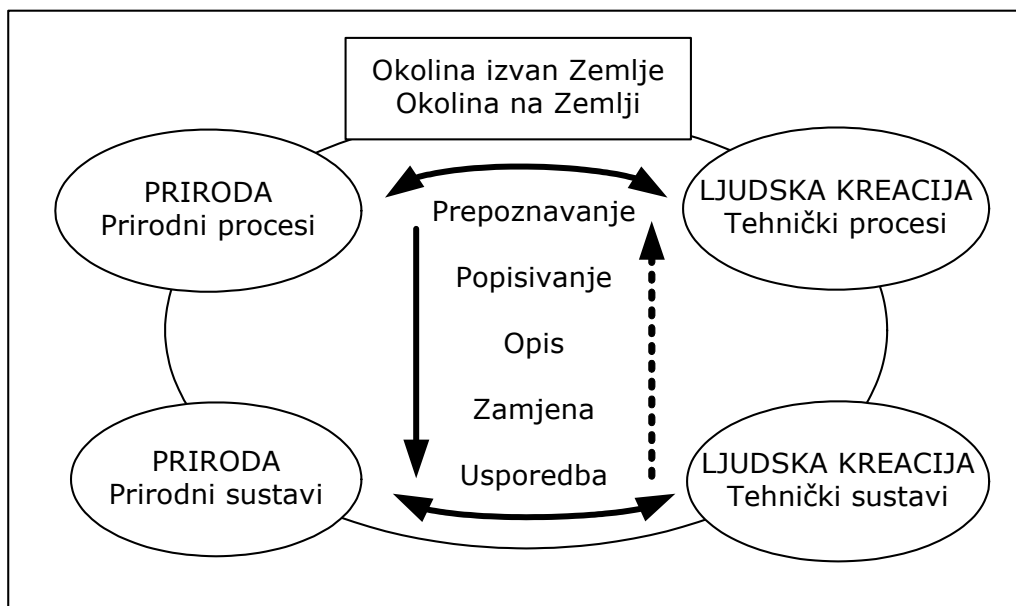 Okolina izvan Zemlje
Okolina na Zemlji
PRIRODA
Prirodni procesi
LJUDSKA KREACIJA
Tehnički procesi
Prepoznavanje
Popisivanje
Opis
Zamjena
Usporedba
PRIRODA
Prirodni sustavi
LJUDSKA KREACIJA
Tehnički sustavi